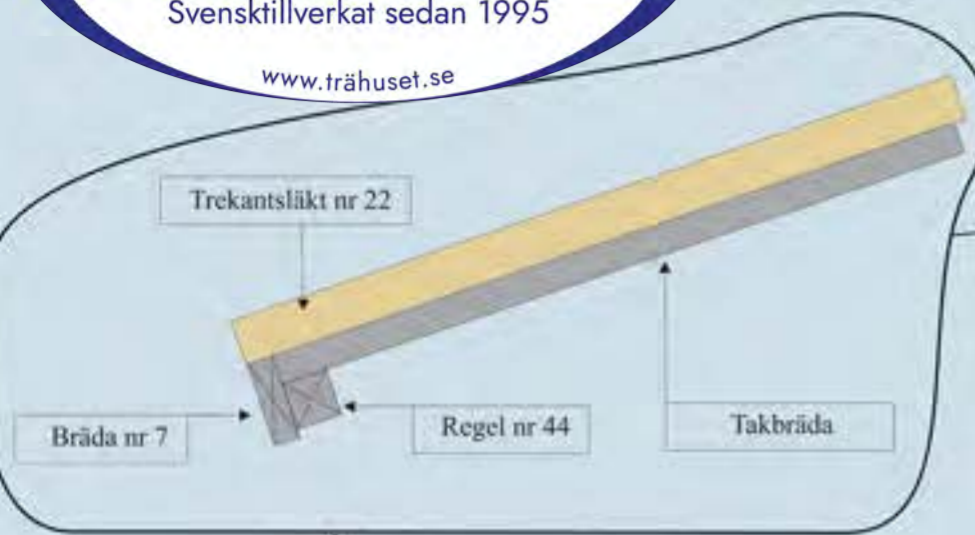 Svensktillverkat sedan 1995
www.trähuset.se
Trekantsläkt nr 22
Bräda nr 7
Regel nr 44
Takbräda